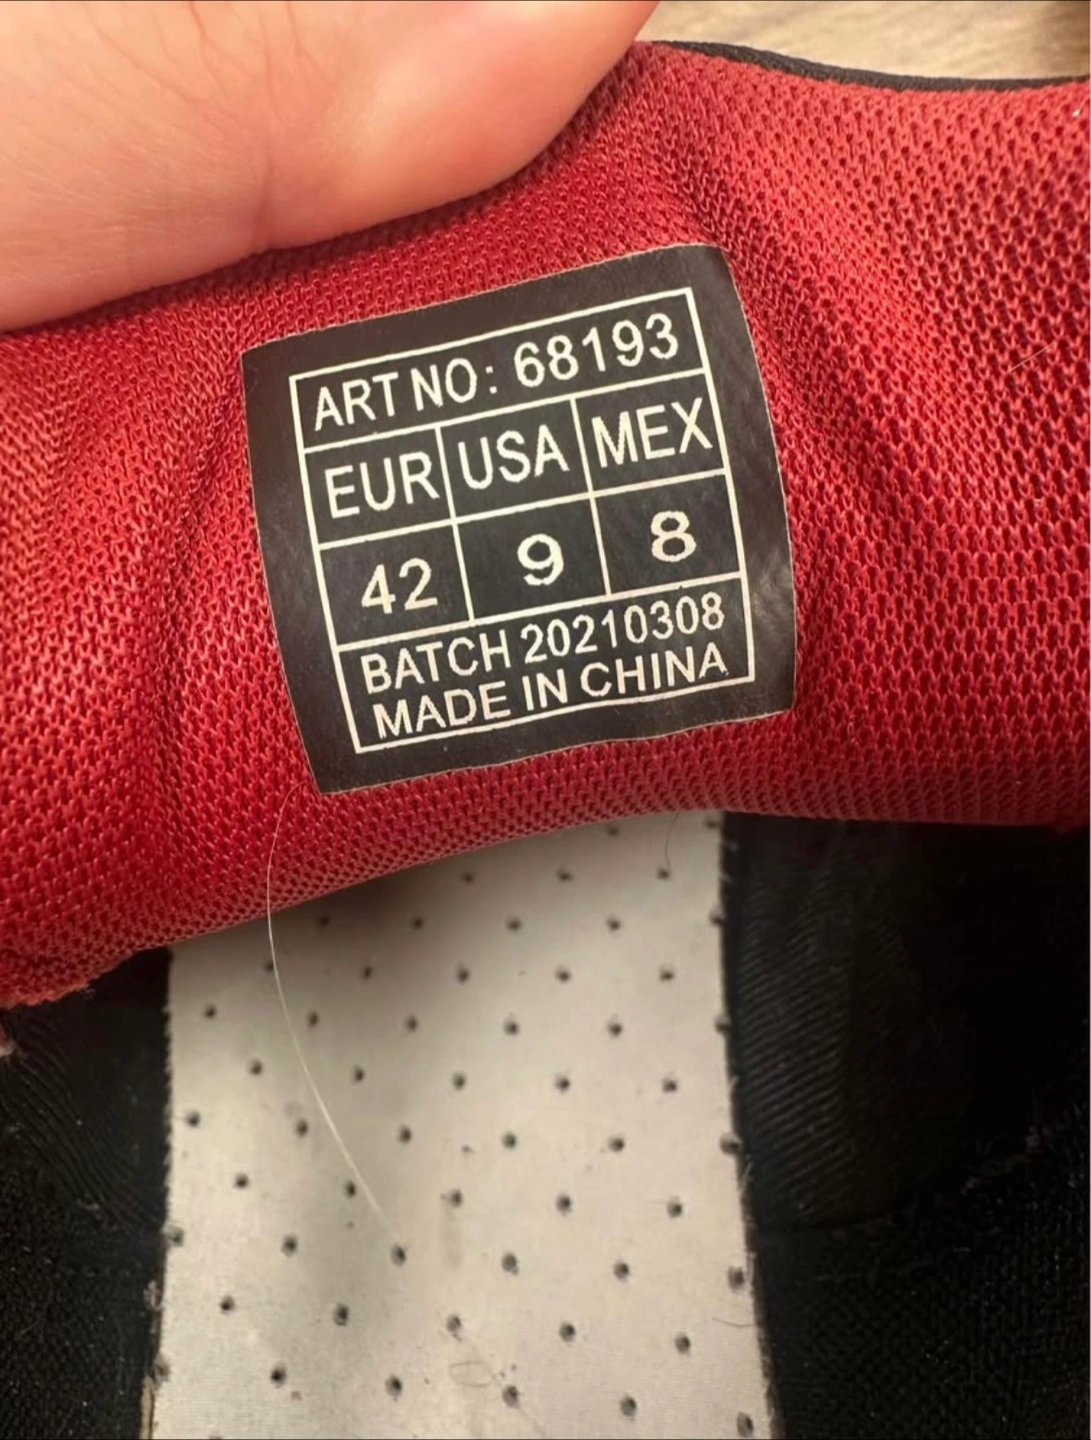 ART NO: 68193
EUR USA MEX
42 9 8
BATCH 20210308
MADE IN CHINA